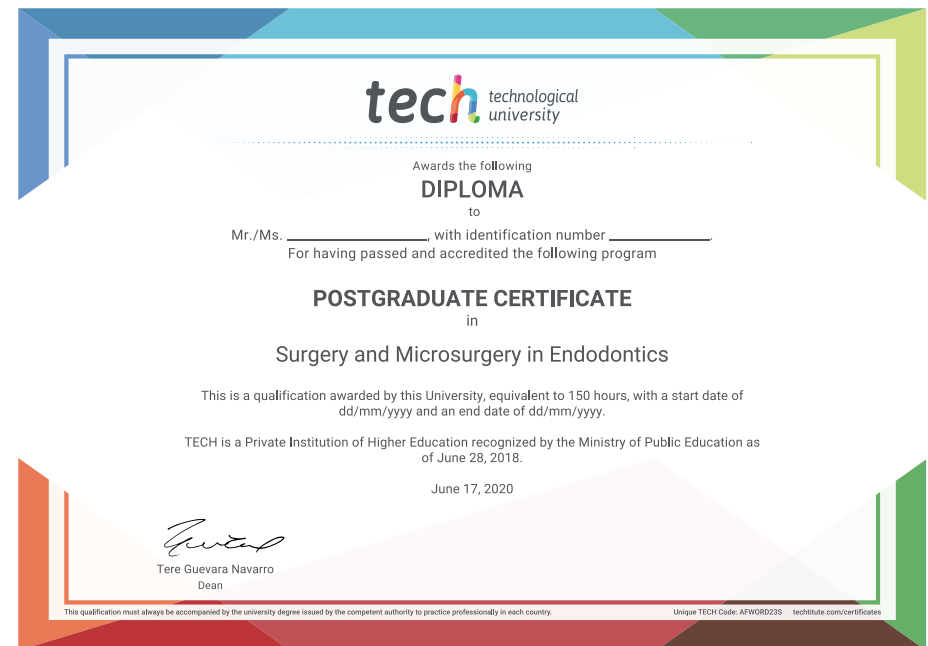 tech technological
university
Awards the following
DIPLOMA
to
Mr./Ms. ____________________, with identification number ______________.
For having passed and accredited the following program
POSTGRADUATE CERTIFICATE
in
Surgery and Microsurgery in Endodontics
This is a qualification awarded by this University, equivalent to 150 hours, with a start date of
dd/mm/yyyy and an end date of dd/mm/yyyy.
TECH is a Private Institution of Higher Education recognized by the Ministry of Public Education as
of June 28, 2018.
June 17, 2020
Tere Guevara Navarro
Dean
This qualification must always be accompanied by the university degree issued by the competent authority to practice professionally in each country. Unique TECH Code: AFWORD23S techtitute.com/certificates